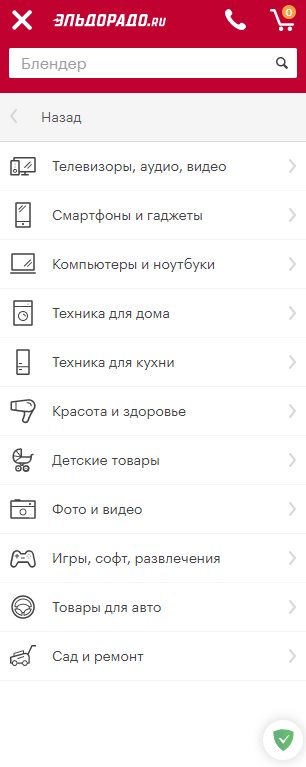 ЭЛЬДОРАДО.RU
0
Блендер
Назад
Телевизоры, аудио, видео
Смартфоны и гаджеты
Компьютеры и ноутбуки
Техника для дома
Техника для кухни
Красота и здоровье
Детские товары
Фото и видео
Игры, софт, развлечения
Товары для авто
Сад и ремонт